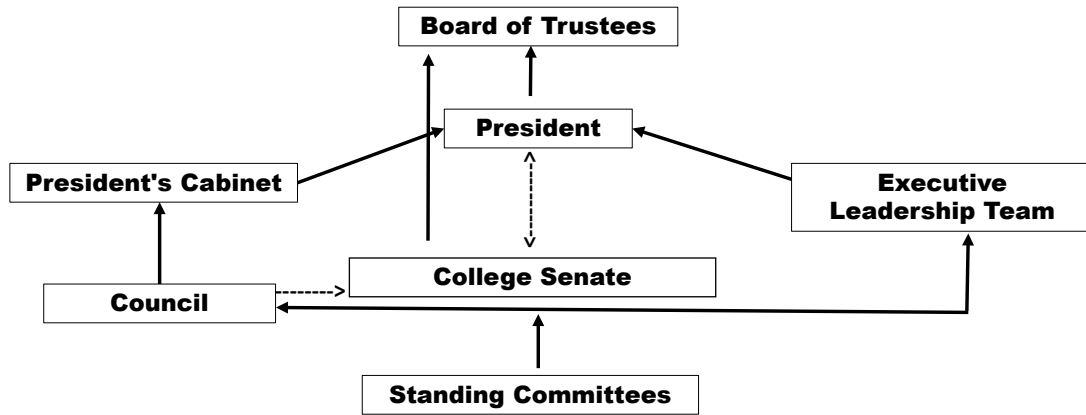 Board of Trustees
President
President's Cabinet
Executive
Leadership Team
College Senate
Council
Standing Committees